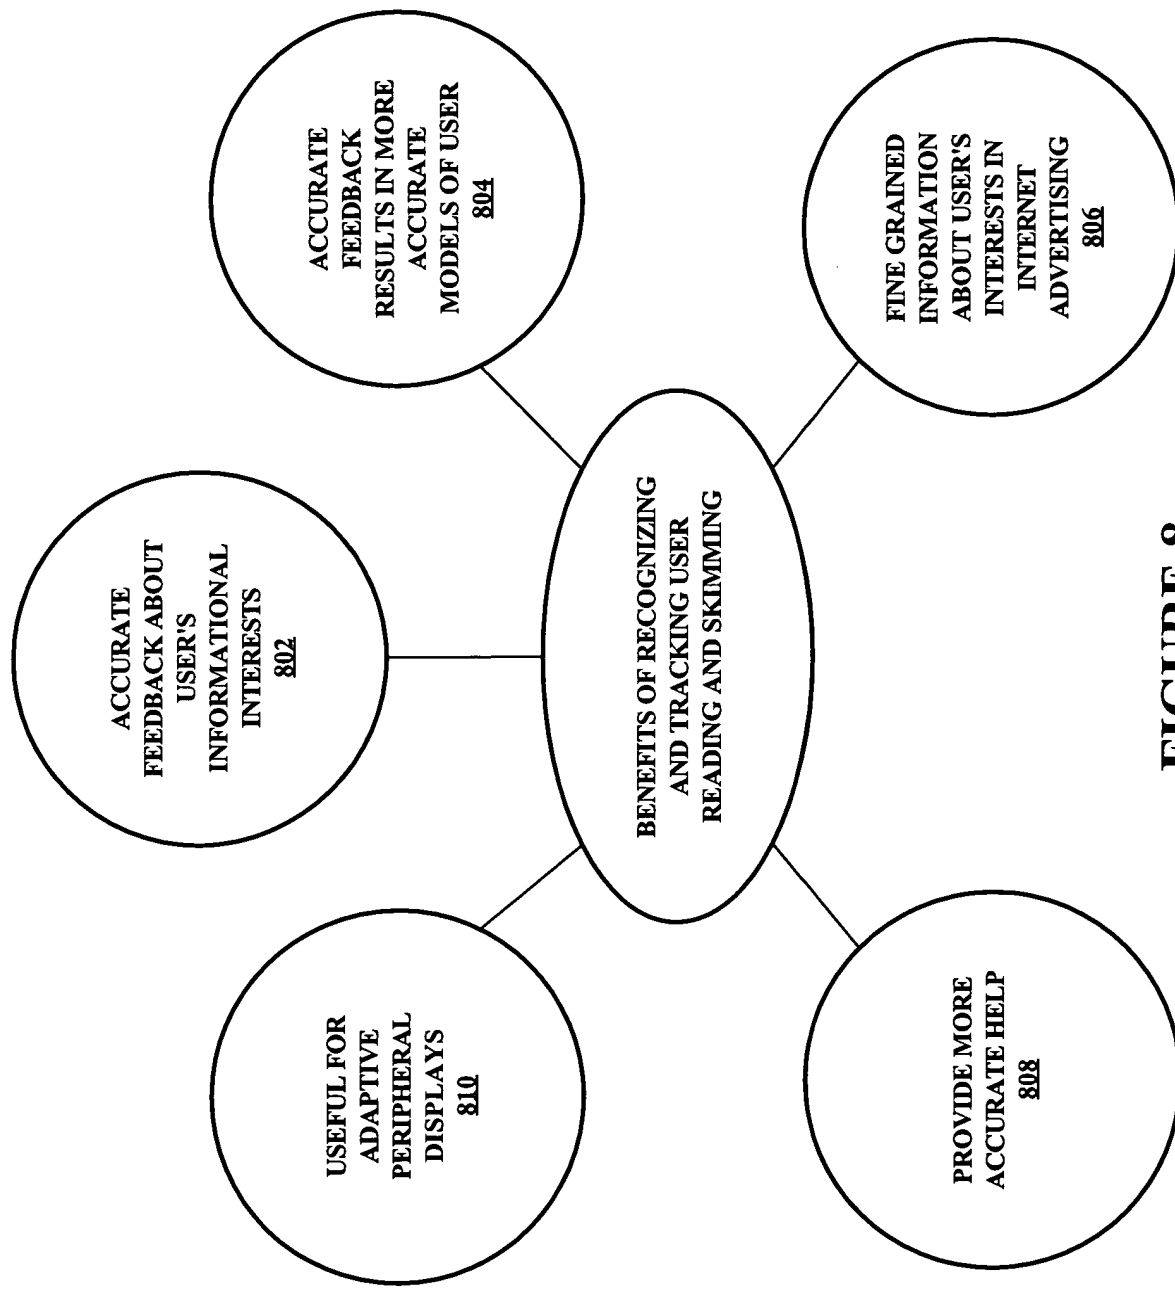 ACCURATE
FEEDBACK ABOUT
USER'S
INFORMATIONAL
INTERESTS
802
ACCURATE
FEEDBACK
RESULTS IN MORE
ACCURATE
MODELS OF USER
804
FINE GRAINED
INFORMATION
ABOUT USER'S
INTERESTS IN
INTERNET
ADVERTISING
806
PROVIDE MORE
ACCURATE HELP
808
USEFUL FOR
ADAPTIVE
PERIPHERAL
DISPLAYS
810
BENEFITS OF RECOGNIZING
AND TRACKING USER
READING AND SKIMMING
FIGURE 8